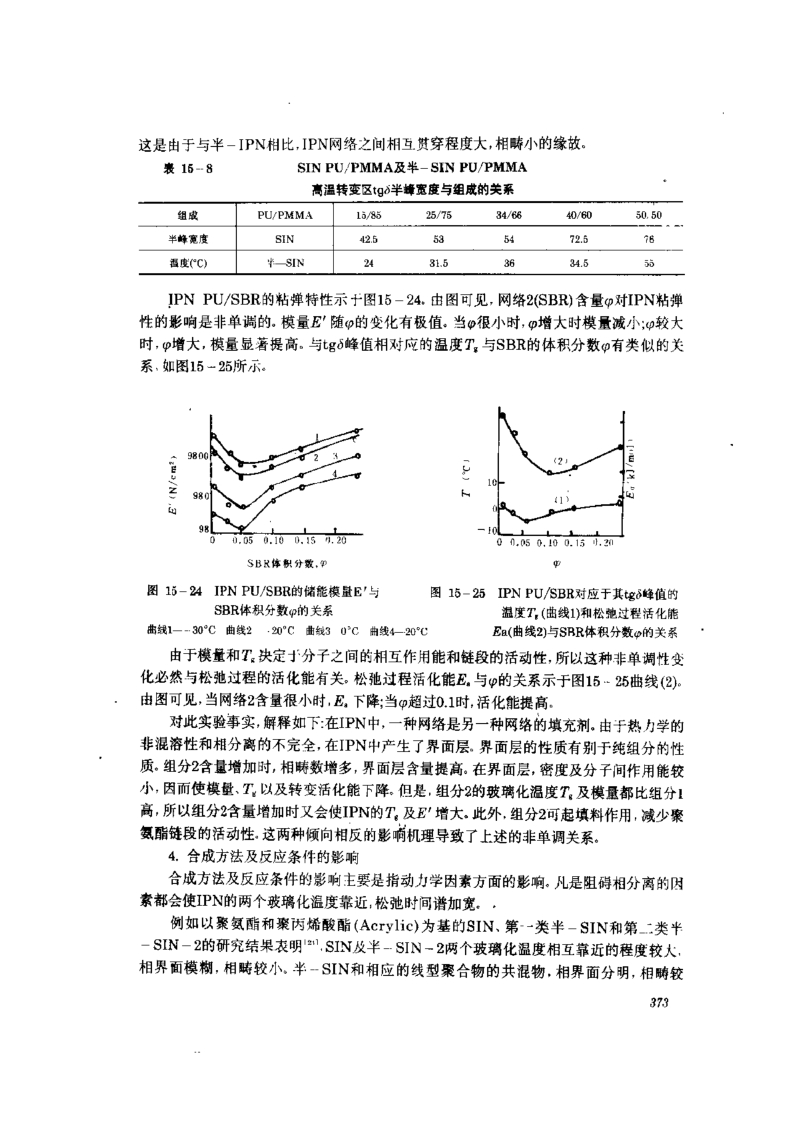 这是由于与半-IPN相比,IPN网络之间相互贯穿程度大,相畴小的缘故。
表 15-8 SIN PU/PMMA及半-SIN PU/PMMA
高温转变区tgδ半峰宽度与组成的关系
组成 PU/PMMA 15/85 25/75 34/66 40/60 50.50
半峰宽度 SIN 42.5 53 54 72.5 76
温度(℃) 半—SIN 24 31.5 36 34.5 55
IPN PU/SBR的粘弹特性示于图15-24。由图可见,网络2(SBR)含量φ对IPN粘弹
性的影响是非单调的。模量E′随φ的变化有极值。当φ很小时,φ增大时模量减小;φ较大
时,φ增大,模量显著提高。与tgδ峰值相对应的温度Tg与SBR的体积分数φ有类似的关
系,如图15-25所示。
E′(N/cm²)
9800
980
98
1
2
3
4
0 0.05 0.10 0.15 0.20
SBR体积分数,φ
T (℃)
10
0
-10
(2)
(1)
Ea[kJ/mol]
0 0.05 0.10 0.15 0.20
φ
图 15-24 IPN PU/SBR的储能模量E′与
SBR体积分数φ的关系
曲线1--30°C 曲线2 -20°C 曲线3 0°C 曲线4—20°C
图 15-25 IPN PU/SBR对应于其tgδ峰值的
温度Tg(曲线1)和松弛过程活化能
Ea(曲线2)与SBR体积分数φ的关系
由于模量和Tg决定于分子之间的相互作用能和链段的活动性,所以这种非单调性变
化必然与松弛过程的活化能有关。松弛过程活化能Ea与φ的关系示于图15-25曲线(2)。
由图可见,当网络2含量很小时,Ea下降;当φ超过0.1时,活化能提高。
对此实验事实,解释如下:在IPN中,一种网络是另一种网络的填充剂。由于热力学的
非混溶性和相分离的不完全,在IPN中产生了界面层。界面层的性质有别于纯组分的性
质。组分2含量增加时,相畴数增多,界面层含量提高。在界面层,密度及分子间作用能较
小,因而使模量、Tg以及转变活化能下降。但是,组分2的玻璃化温度Tg及模量都比组分1
高,所以组分2含量增加时又会使IPN的Tg及E′增大。此外,组分2可起填料作用,减少聚
氨酯链段的活动性。这两种倾向相反的影响机理导致了上述的非单调关系。
4. 合成方法及反应条件的影响
合成方法及反应条件的影响主要是指动力学因素方面的影响。凡是阻碍相分离的因
素都会使IPN的两个玻璃化温度靠近,松弛时间谱加宽。
例如以聚氨酯和聚丙烯酸酯(Acrylic)为基的SIN、第一类半-SIN和第二类半
-SIN-2的研究结果表明[21],SIN及半-SIN-2两个玻璃化温度相互靠近的程度较大,
相界面模糊,相畴较小。半-SIN和相应的线型聚合物的共混物,相界面分明,相畴较
373